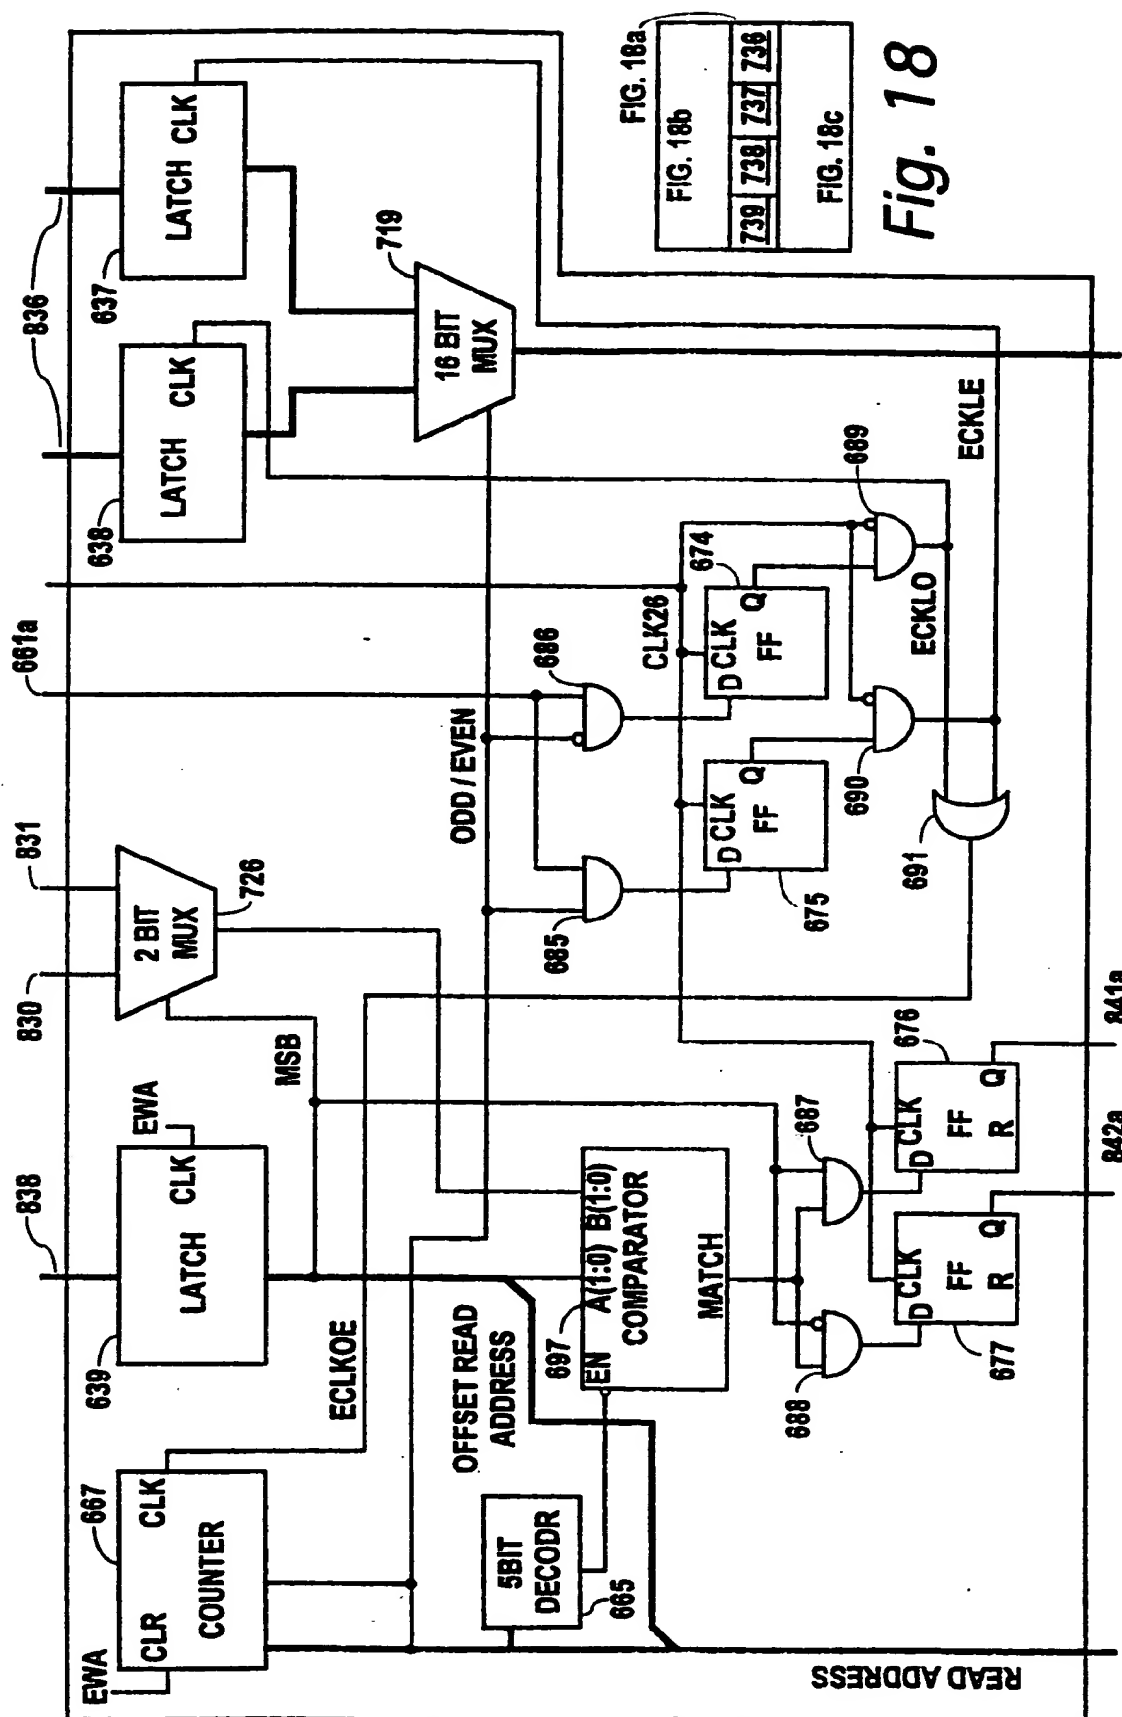 836
637
LATCH
CLK
638
LATCH
CLK
719
16 BIT
MUX
FIG. 18a
FIG. 18b
739
738
737
736
FIG. 18c
Fig. 18
661a
831
830
2 BIT
MUX
726
MSB
838
EWA
639
LATCH
CLK
667
EWA
CLR
CLK
COUNTER
ECLKOE
ODD / EVEN
686
685
CLK26
674
D
CLK
FF
Q
675
D
CLK
FF
Q
689
690
691
ECKLO
ECKLE
OFFSET READ
ADDRESS
697
EN
A(1:0)
B(1:0)
COMPARATOR
MATCH
5BIT
DECODR
665
687
688
676
D
CLK
FF
R
Q
677
D
CLK
FF
R
Q
841a
842a
READ ADDRESS